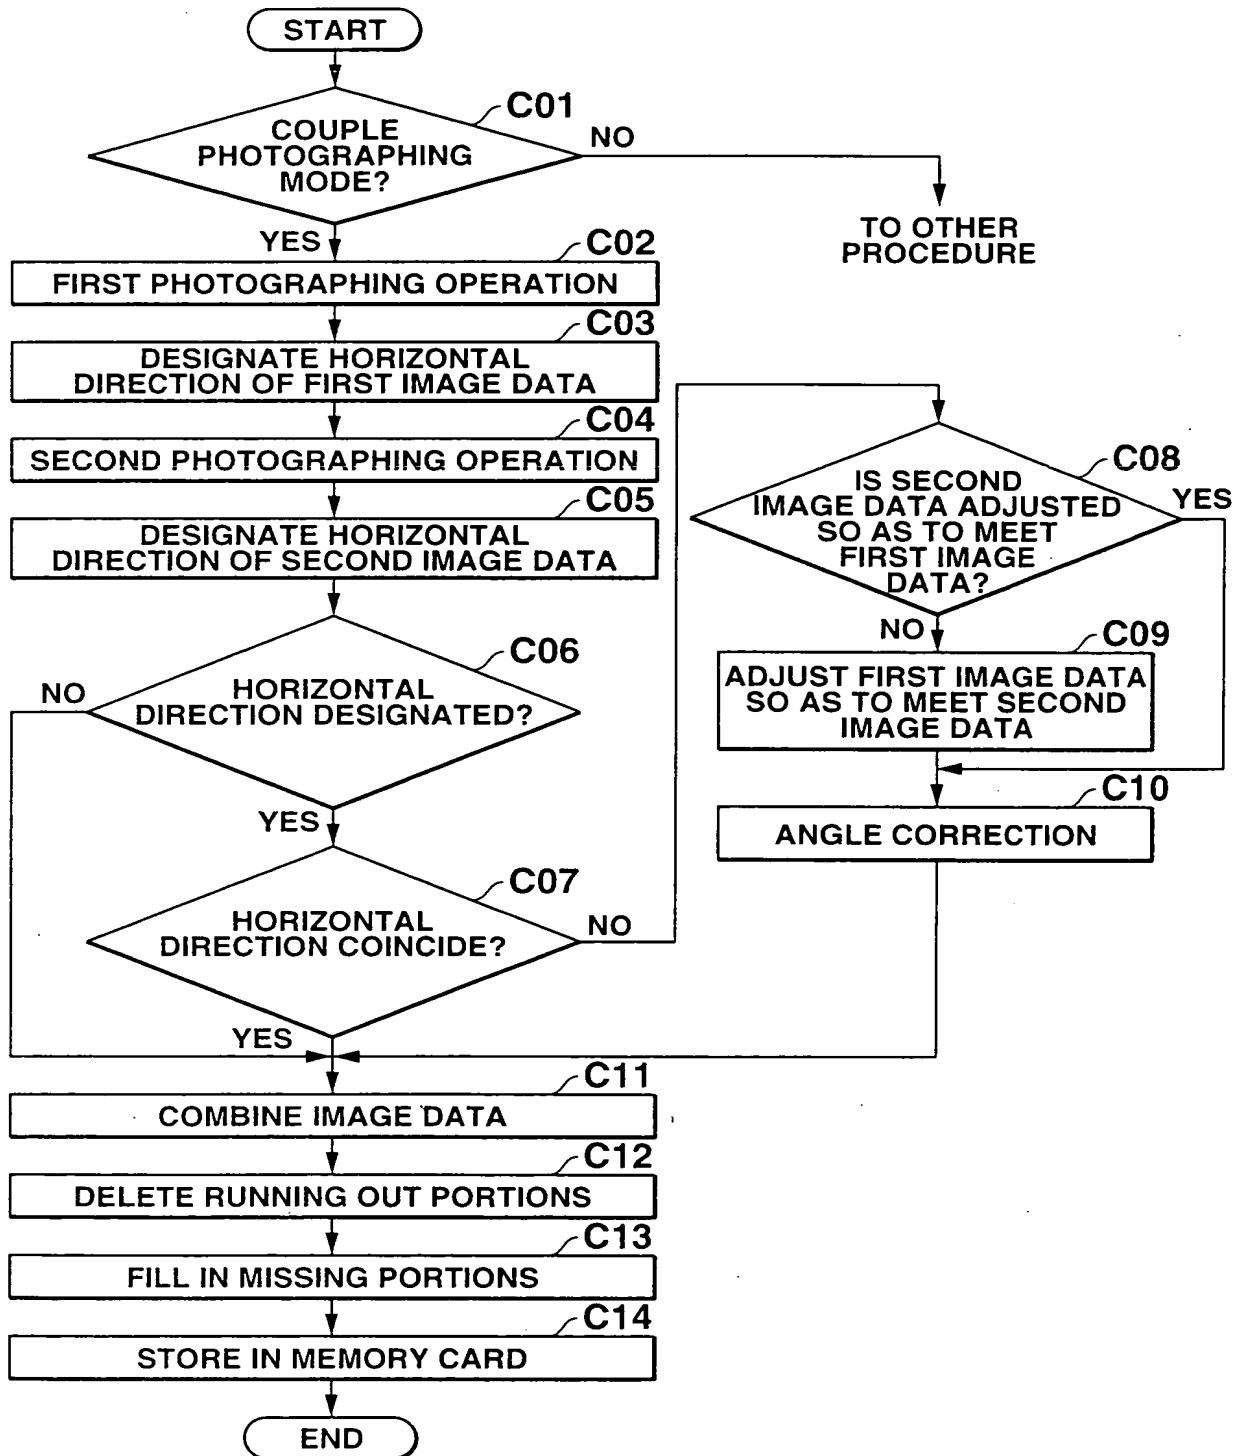 START
C01
COUPLE
PHOTOGRAPHING
MODE?
NO
TO OTHER
PROCEDURE
YES
C02
FIRST PHOTOGRAPHING OPERATION
C03
DESIGNATE HORIZONTAL
DIRECTION OF FIRST IMAGE DATA
C04
SECOND PHOTOGRAPHING OPERATION
C05
DESIGNATE HORIZONTAL
DIRECTION OF SECOND IMAGE DATA
C06
HORIZONTAL
DIRECTION DESIGNATED?
NO
YES
C07
HORIZONTAL
DIRECTION COINCIDE?
NO
YES
C08
IS SECOND
IMAGE DATA ADJUSTED
SO AS TO MEET
FIRST IMAGE
DATA?
YES
NO
C09
ADJUST FIRST IMAGE DATA
SO AS TO MEET SECOND
IMAGE DATA
C10
ANGLE CORRECTION
C11
COMBINE IMAGE DATA
C12
DELETE RUNNING OUT PORTIONS
C13
FILL IN MISSING PORTIONS
C14
STORE IN MEMORY CARD
END